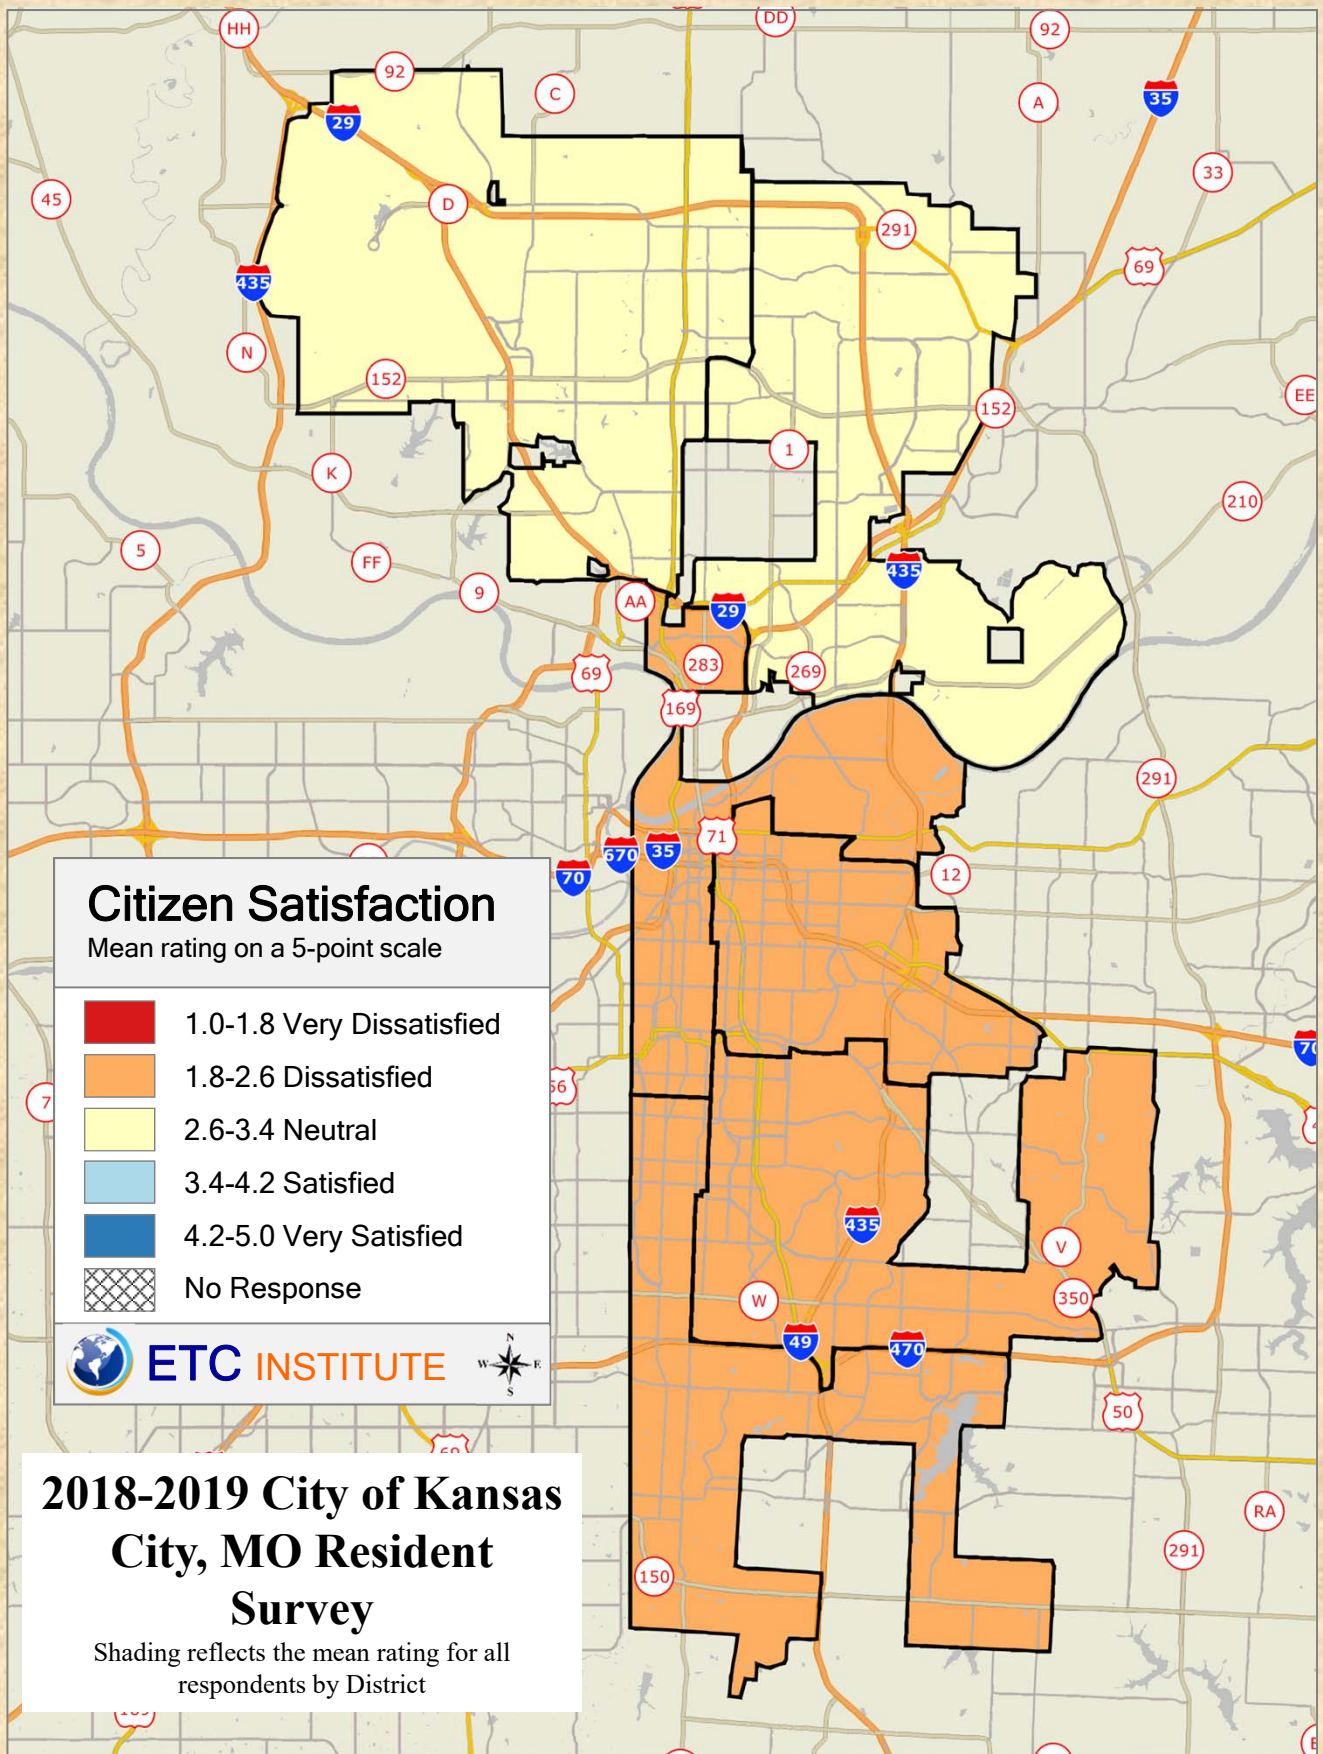 HH
DD
92
92
C
A
35
29
33
45
D
291
69
435
N
152
152
EE
K
1
210
5
FF
435
9
AA
29
283
269
69
169
291
71
670
35
70
12
Citizen Satisfaction
Mean rating on a 5-point scale
1.0-1.8 Very Dissatisfied
1.8-2.6 Dissatisfied
2.6-3.4 Neutral
3.4-4.2 Satisfied
4.2-5.0 Very Satisfied
No Response
ETC INSTITUTE
N
W
E
S
70
7
435
V
W
350
49
470
50
RA
291
150
2018-2019 City of Kansas
City, MO Resident
Survey
Shading reflects the mean rating for all
respondents by District